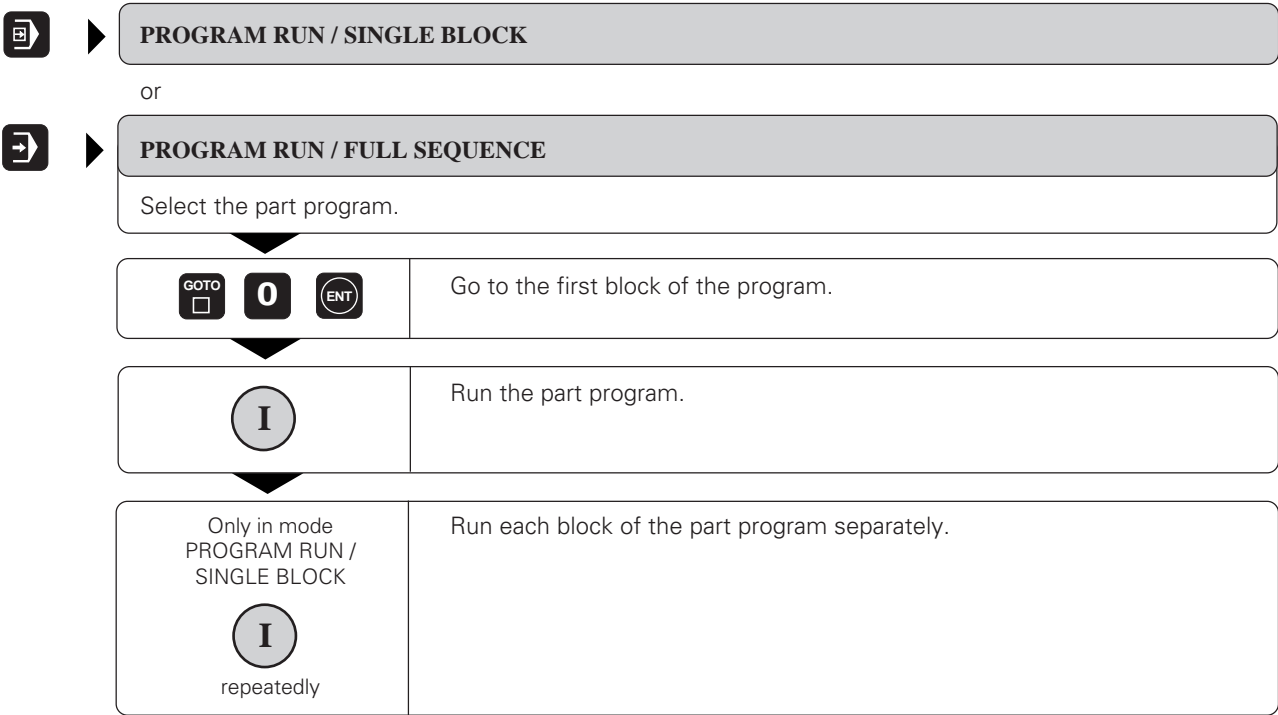 PROGRAM RUN / SINGLE BLOCK
or
PROGRAM RUN / FULL SEQUENCE
Select the part program.
GOTO
0
ENT
Go to the first block of the program.
I
Run the part program.
Only in mode
PROGRAM RUN /
SINGLE BLOCK
I
repeatedly
Run each block of the part program separately.